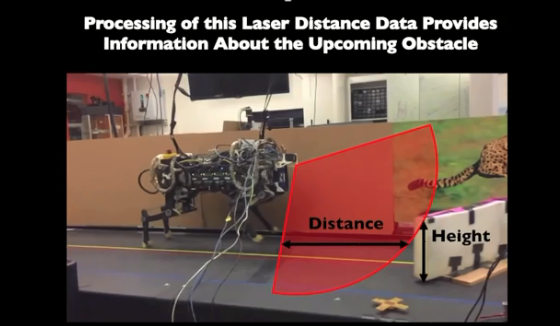 Processing of this Laser Distance Data Provides
Information About the Upcoming Obstacle
Distance
Height